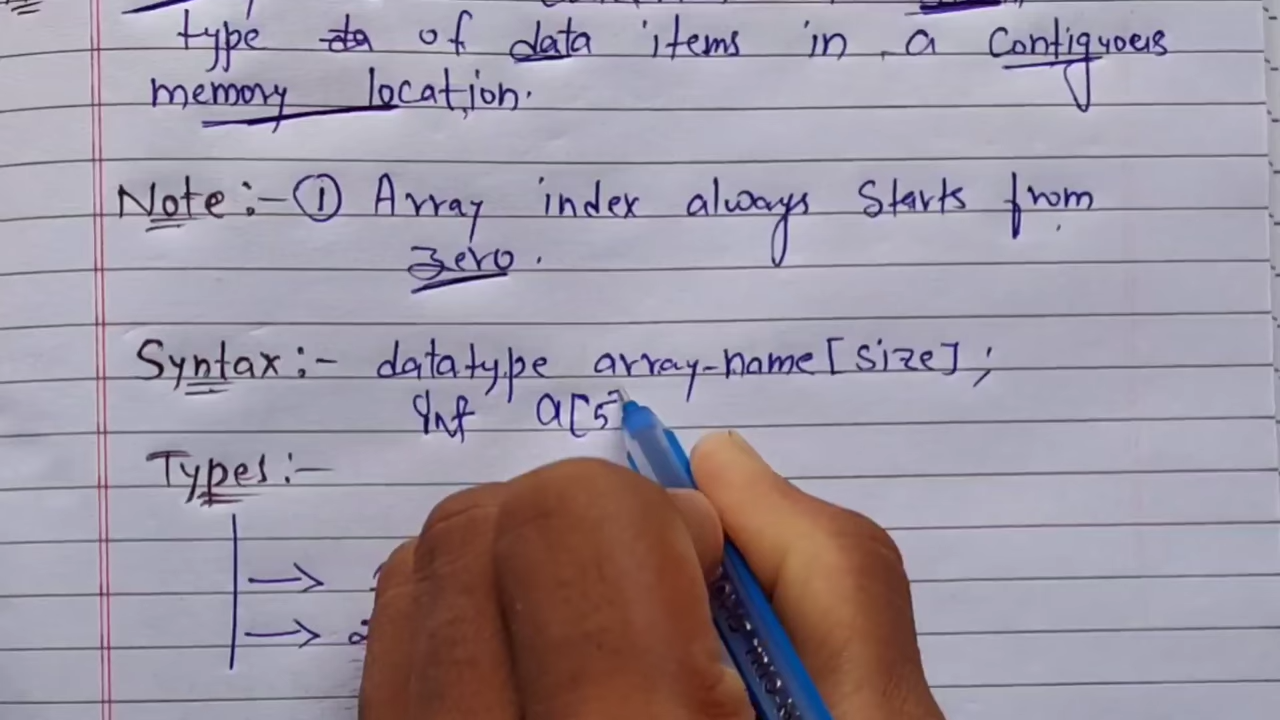 type da of data items in a Contiguous
memory location.
Note :- ① Array index always starts from
zero.
Syntax :- datatype array-name [size] ;
int a[5]
Types :-